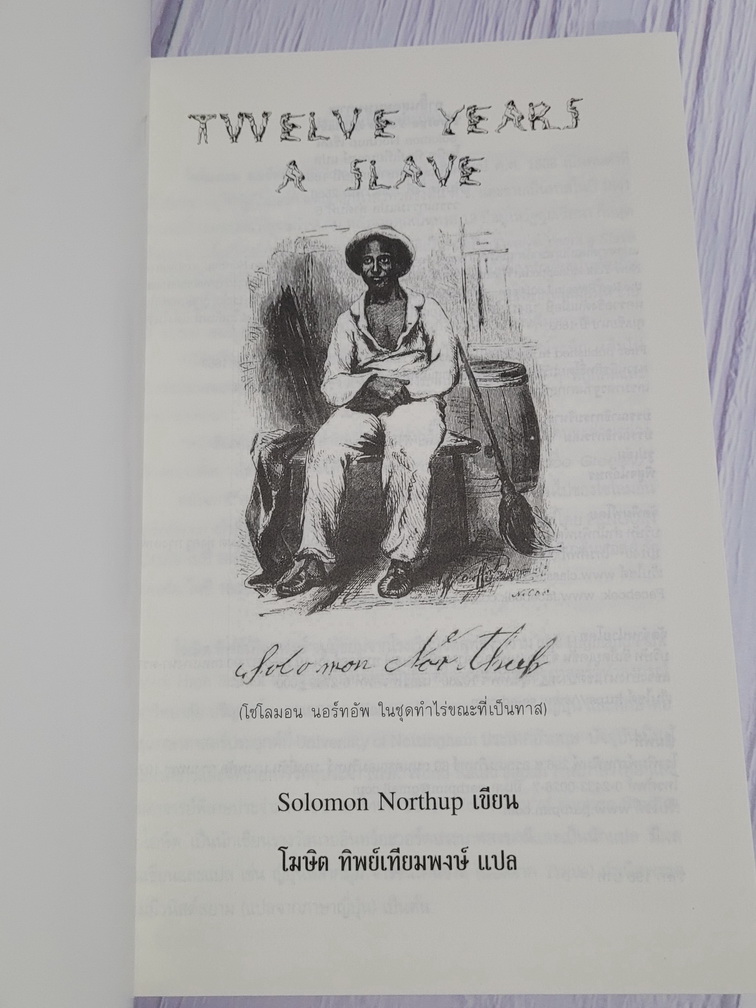 TWELVE YEARS
A SLAVE
Solomon Northup
(โซโลมอน นอร์ทอัพ ในชุดทำไร่ขณะที่เป็นทาส)
Solomon Northup เขียน
โฆษิต ทิพย์เทียมพงษ์ แปล